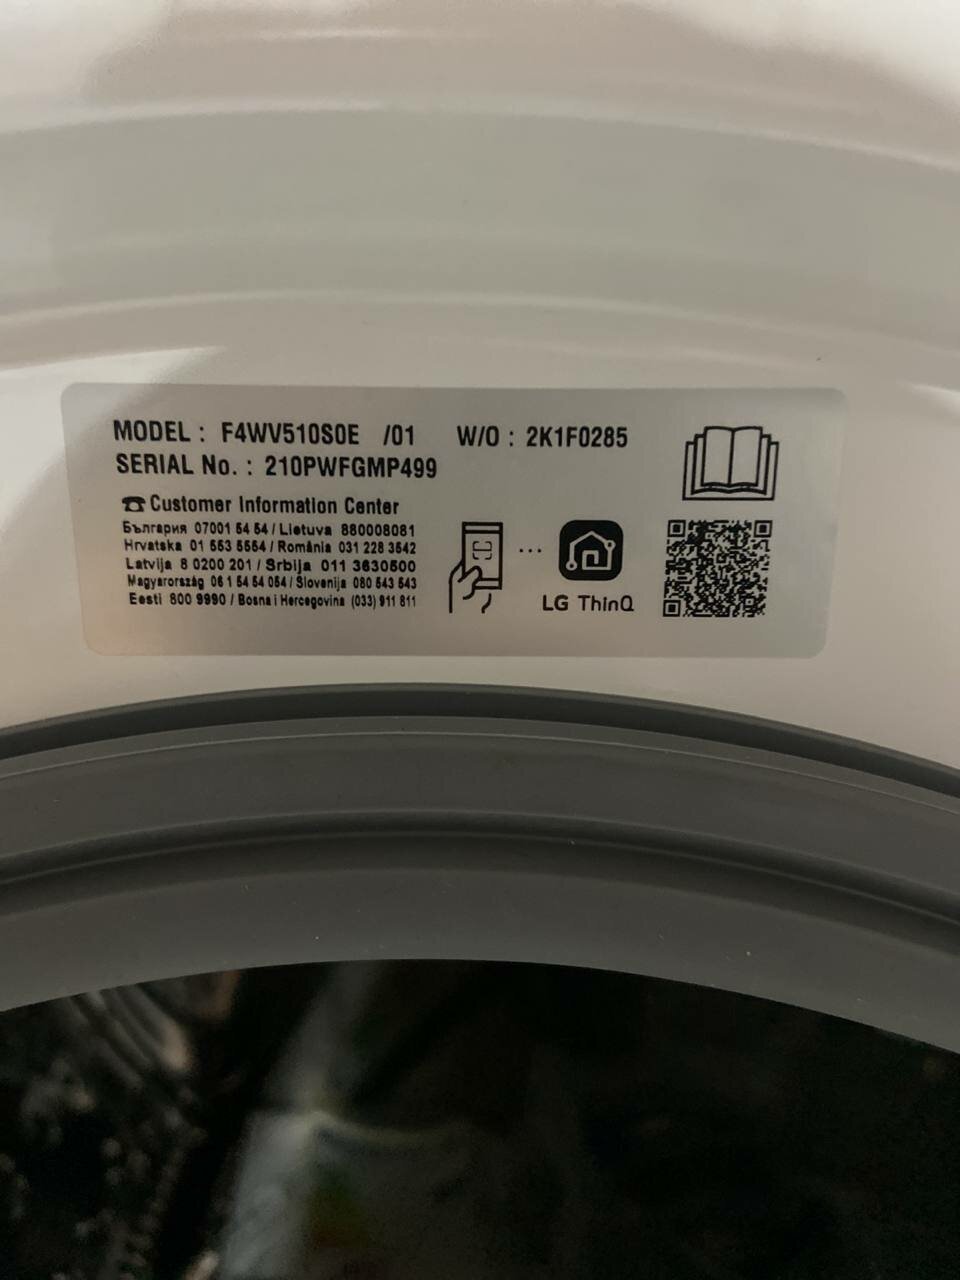 MODEL : F4WV510S0E /01 W/O : 2K1F0285
SERIAL No. : 210PWFGMP499
☎ Customer Information Center
България 07001 54 54 / Lietuva 880008081
Hrvatska 01 553 5554 / România 031 228 3542
Latvija 8 0200 201 / Srbija 011 3630500
Magyarország 06 1 54 54 054 / Slovenija 080 543 543
Eesti 800 9990 / Bosna i Hercegovina (033) 911 811
LG ThinQ